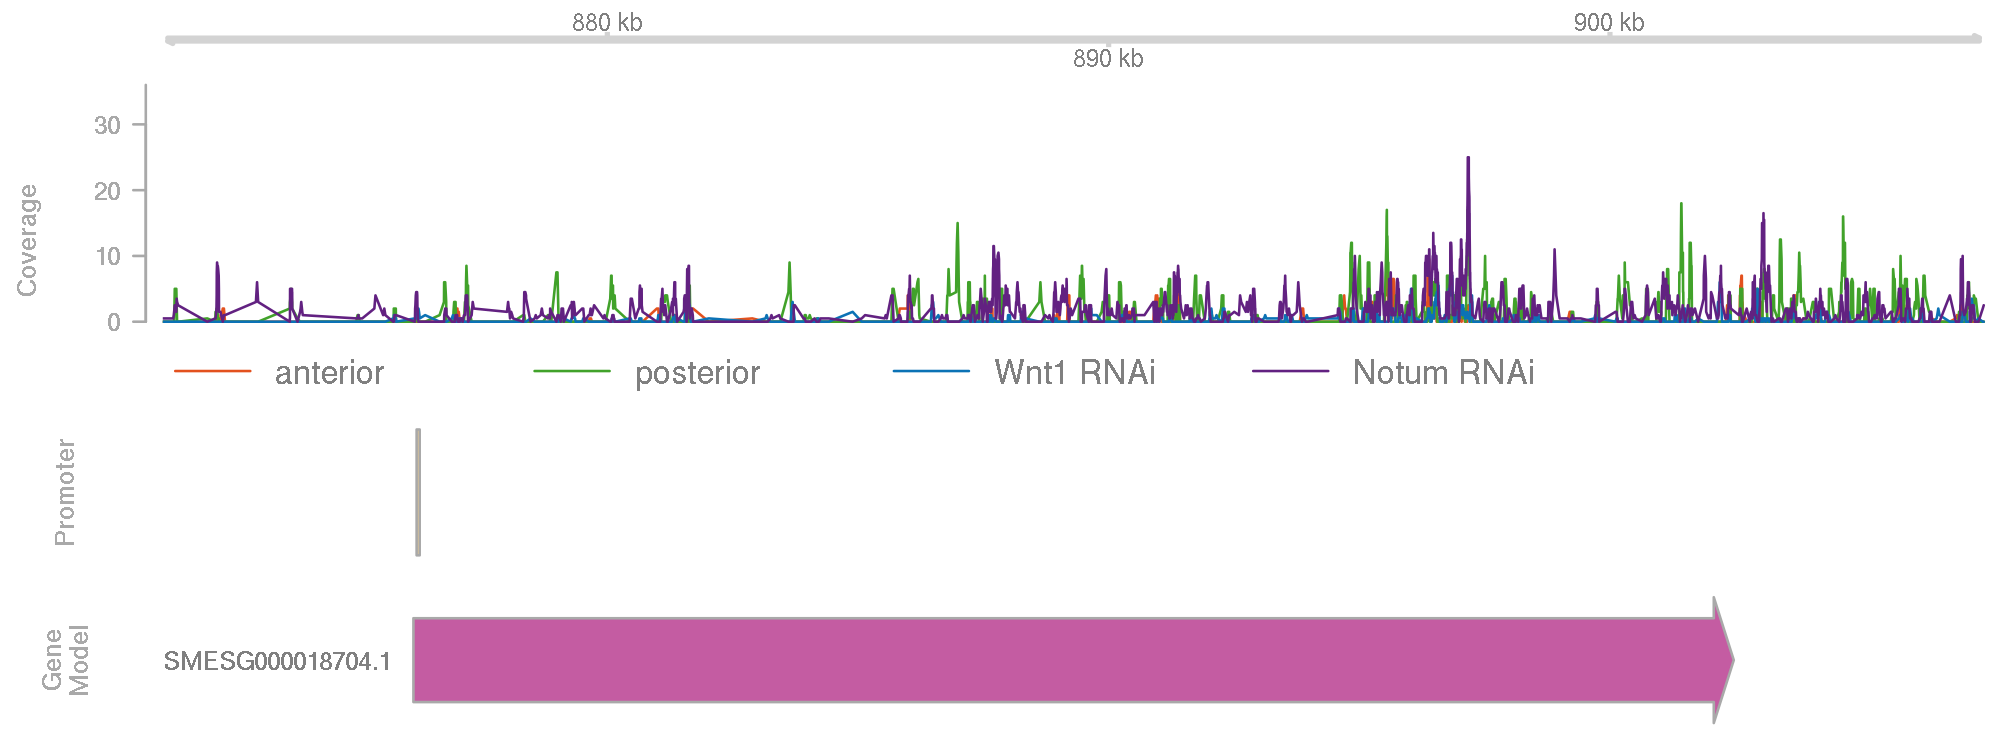 880 kb
900 kb
890 kb
Coverage
30
20
10
0
anterior posterior Wnt1 RNAi Notum RNAi
Promoter
Gene
Model
SMESG000018704.1